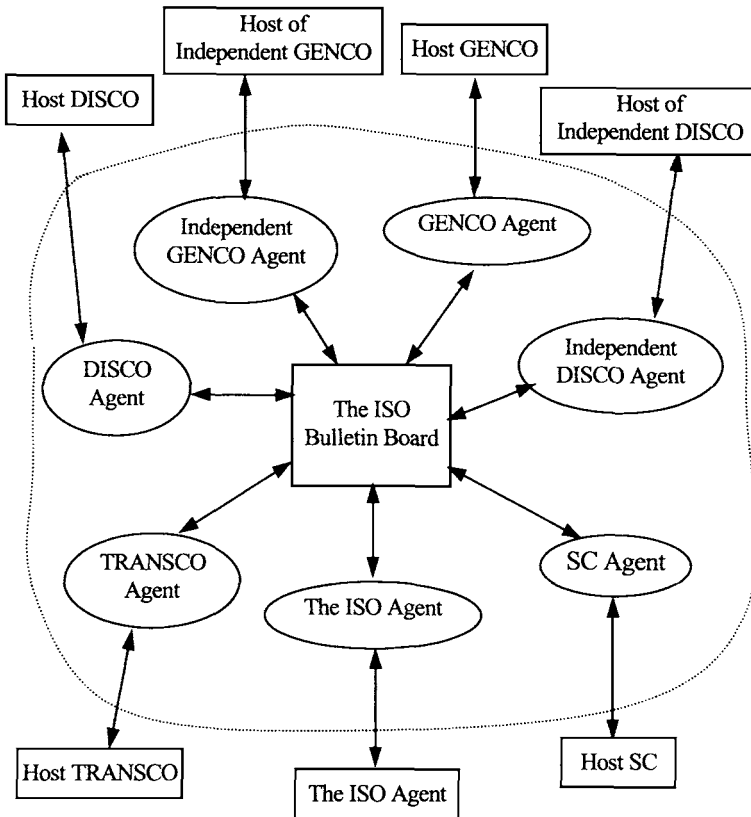 Host of
Independent GENCO
Host GENCO
Host DISCO
Host of
Independent DISCO
Independent
GENCO Agent
GENCO Agent
DISCO
Agent
Independent
DISCO Agent
The ISO
Bulletin Board
TRANSCO
Agent
The ISO Agent
SC Agent
Host TRANSCO
The ISO Agent
Host SC